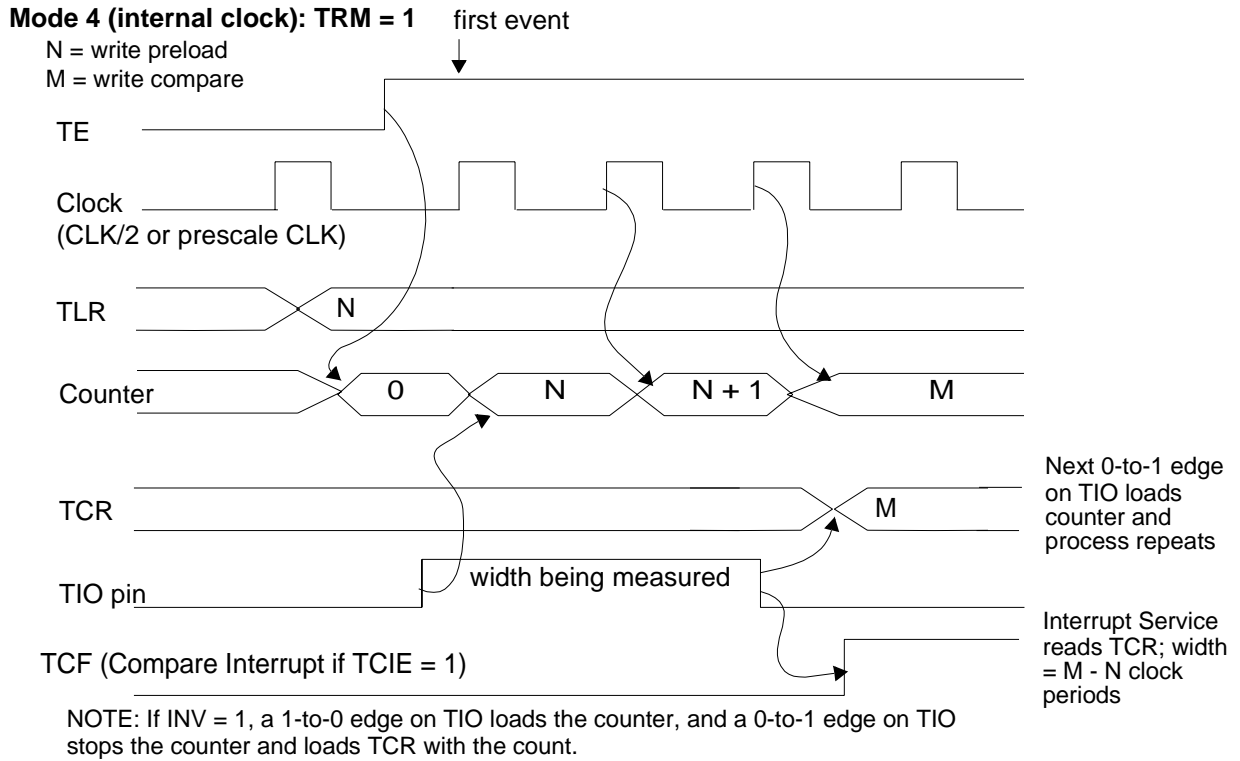 Mode 4 (internal clock): TRM = 1
first event
N = write preload
M = write compare
TE
Clock
(CLK/2 or prescale CLK)
TLR
N
Counter
0
N
N + 1
M
TCR
M
Next 0-to-1 edge
on TIO loads
counter and
process repeats
TIO pin
width being measured
TCF (Compare Interrupt if TCIE = 1)
Interrupt Service
reads TCR; width
= M - N clock
periods
NOTE: If INV = 1, a 1-to-0 edge on TIO loads the counter, and a 0-to-1 edge on TIO
stops the counter and loads TCR with the count.